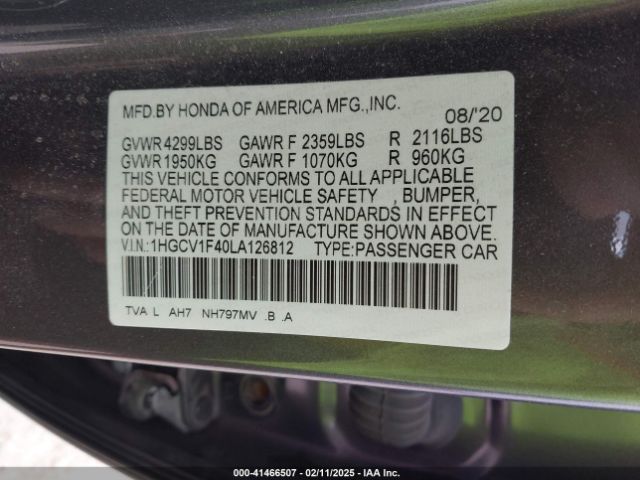 MFD.BY HONDA OF AMERICA MFG.,INC. 08/'20
GVWR 4299LBS GAWR F 2359LBS R 2116LBS
GVWR 1950KG GAWR F 1070KG R 960KG
THIS VEHICLE CONFORMS TO ALL APPLICABLE
FEDERAL MOTOR VEHICLE SAFETY , BUMPER,
AND THEFT PREVENTION STANDARDS IN EFFECT
ON THE DATE OF MANUFACTURE SHOWN ABOVE.
V.I.N.:1HGCV1F40LA126812 TYPE:PASSENGER CAR
TVA L AH7 NH797MV .B .A
000-41466507 - 02/11/2025 - IAA Inc.